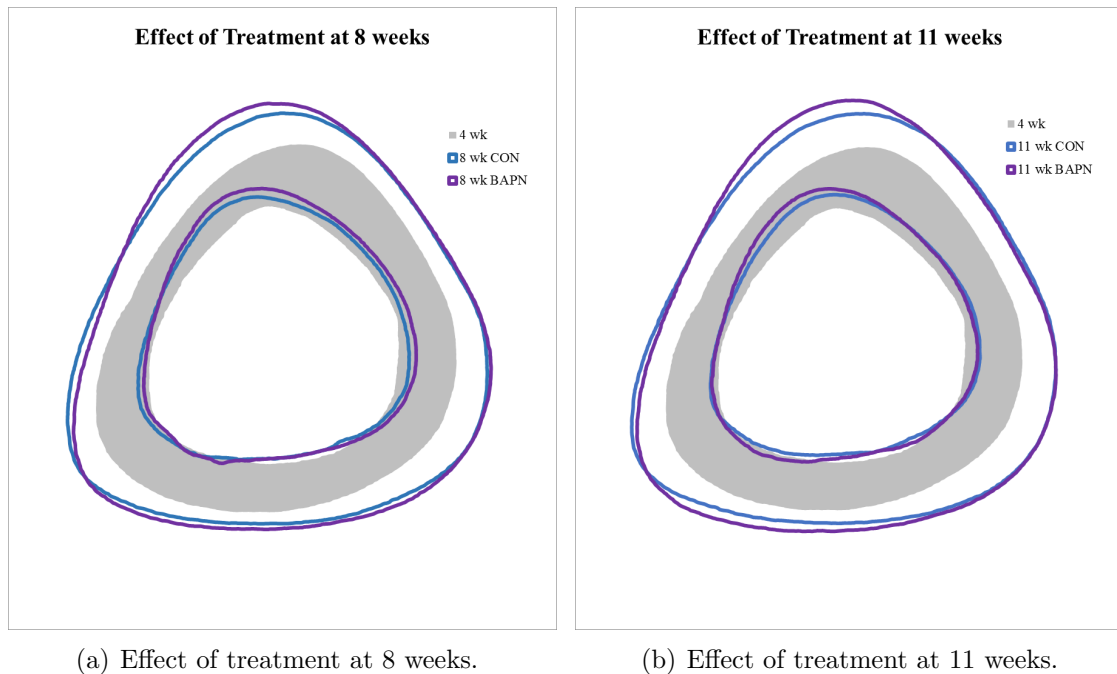 Effect of Treatment at 8 weeks
4 wk
8 wk CON
8 wk BAPN
(a) Effect of treatment at 8 weeks.
Effect of Treatment at 11 weeks
4 wk
11 wk CON
11 wk BAPN
(b) Effect of treatment at 11 weeks.